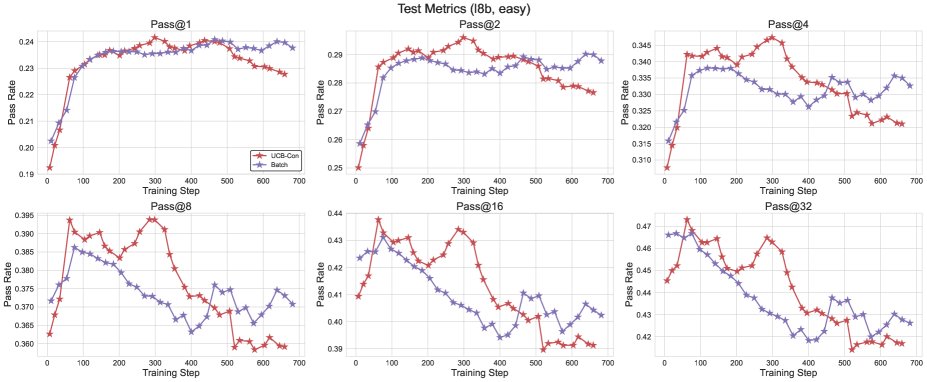 Test Metrics (l8b, easy)
Pass@1
Pass Rate
0.24
0.23
0.22
0.21
0.20
0.19
0 100 200 300 400 500 600 700
Training Step
UCB-Con
Batch
Pass@2
Pass Rate
0.29
0.28
0.27
0.26
0.25
0 100 200 300 400 500 600 700
Training Step
Pass@4
Pass Rate
0.345
0.340
0.335
0.330
0.325
0.320
0.315
0.310
0 100 200 300 400 500 600 700
Training Step
Pass@8
Pass Rate
0.395
0.390
0.385
0.380
0.375
0.370
0.365
0.360
0 100 200 300 400 500 600 700
Training Step
Pass@16
Pass Rate
0.44
0.43
0.42
0.41
0.40
0.39
0 100 200 300 400 500 600 700
Training Step
Pass@32
Pass Rate
0.47
0.46
0.45
0.44
0.43
0.42
0 100 200 300 400 500 600 700
Training Step